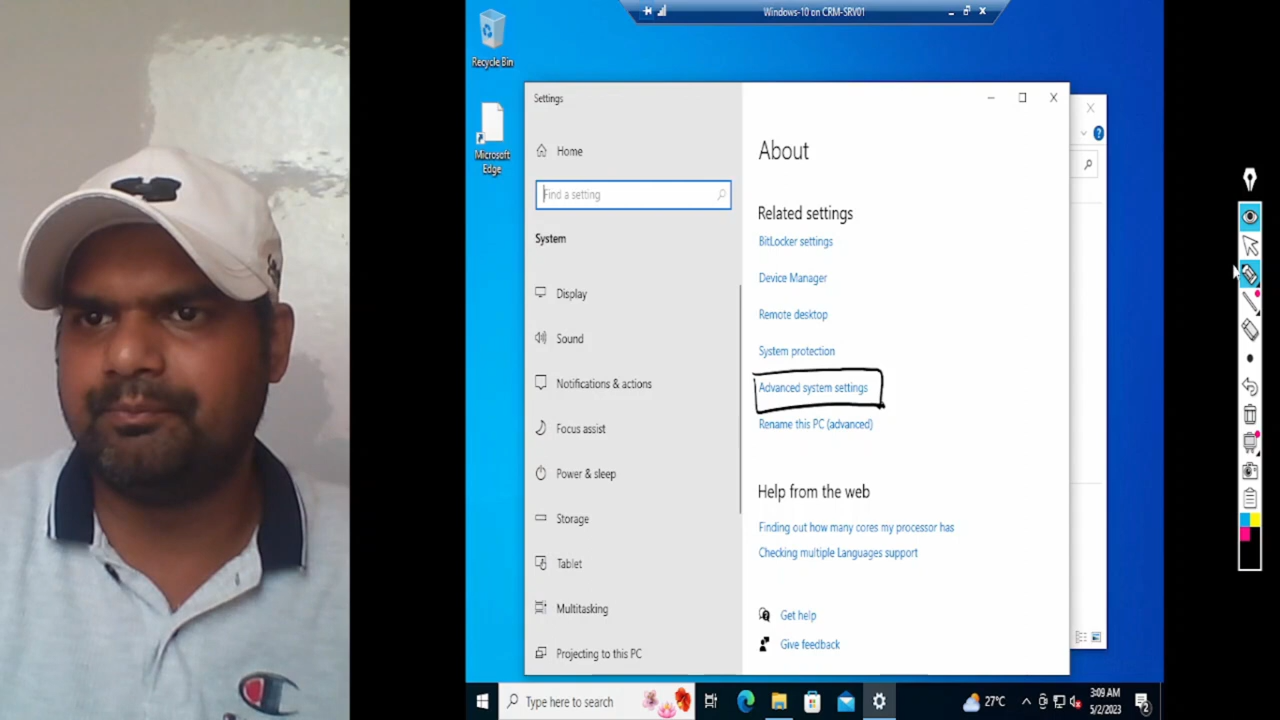 Windows-10 on CRM-SRV01
Recycle Bin
Microsoft
Edge
Settings
Home
Find a setting
System
Display
Sound
Notifications & actions
Focus assist
Power & sleep
Storage
Tablet
Multitasking
Projecting to this PC
About
Related settings
BitLocker settings
Device Manager
Remote desktop
System protection
Advanced system settings
Rename this PC (advanced)
Help from the web
Finding out how many cores my processor has
Checking multiple Languages support
Get help
Give feedback
Type here to search
27°C
3:09 AM
5/2/2023
2